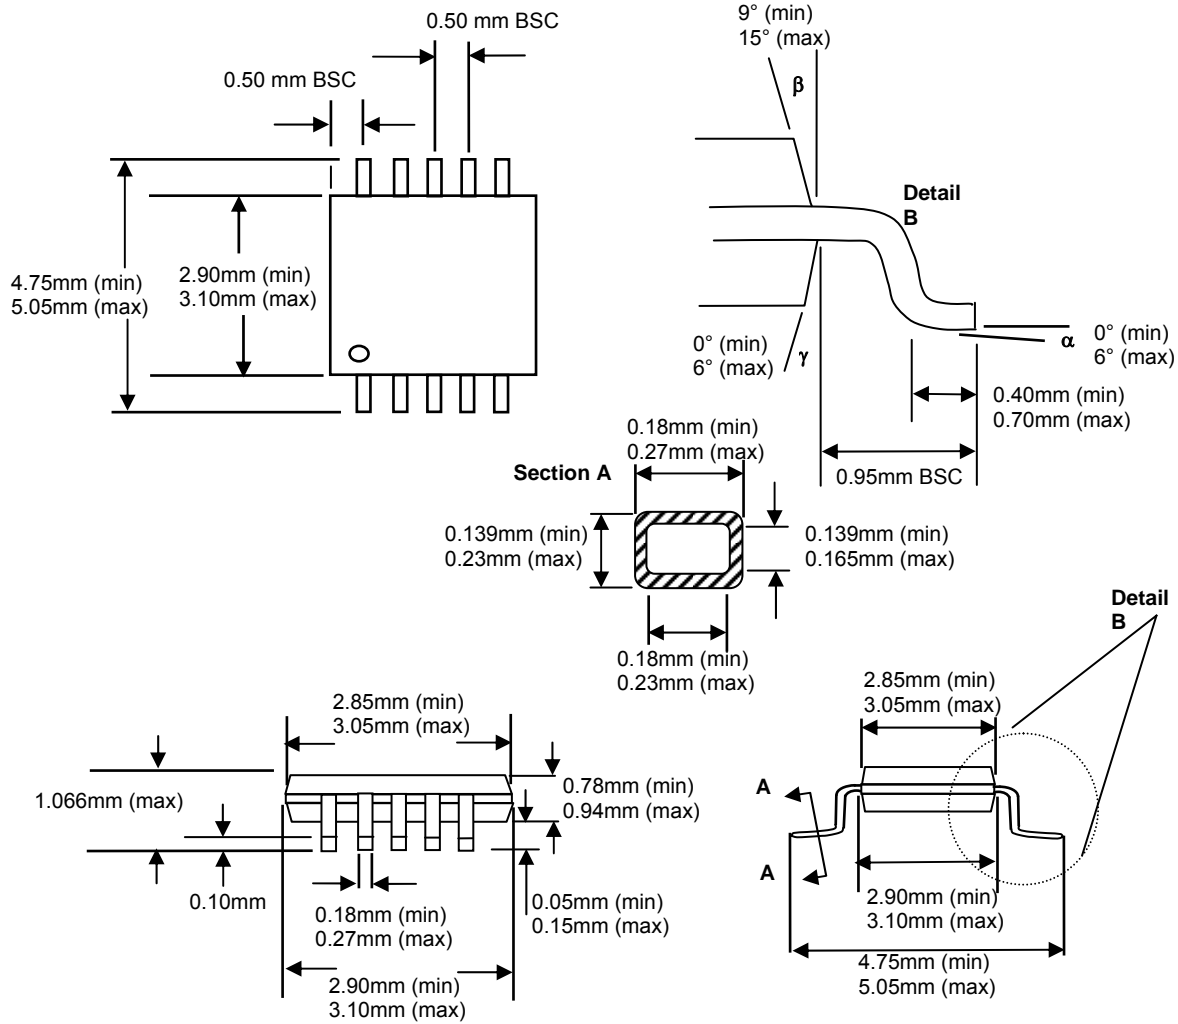 0.50 mm BSC
0.50 mm BSC
4.75mm (min)
5.05mm (max)
2.90mm (min)
3.10mm (max)
9° (min)
15° (max)
β
Detail
B
0° (min)
6° (max)
γ
α
0° (min)
6° (max)
0.40mm (min)
0.70mm (max)
0.95mm BSC
Section A
0.18mm (min)
0.27mm (max)
0.139mm (min)
0.23mm (max)
0.139mm (min)
0.165mm (max)
0.18mm (min)
0.23mm (max)
2.85mm (min)
3.05mm (max)
1.066mm (max)
0.78mm (min)
0.94mm (max)
0.10mm
0.18mm (min)
0.27mm (max)
0.05mm (min)
0.15mm (max)
2.90mm (min)
3.10mm (max)
Detail
B
2.85mm (min)
3.05mm (max)
A
A
2.90mm (min)
3.10mm (max)
4.75mm (min)
5.05mm (max)